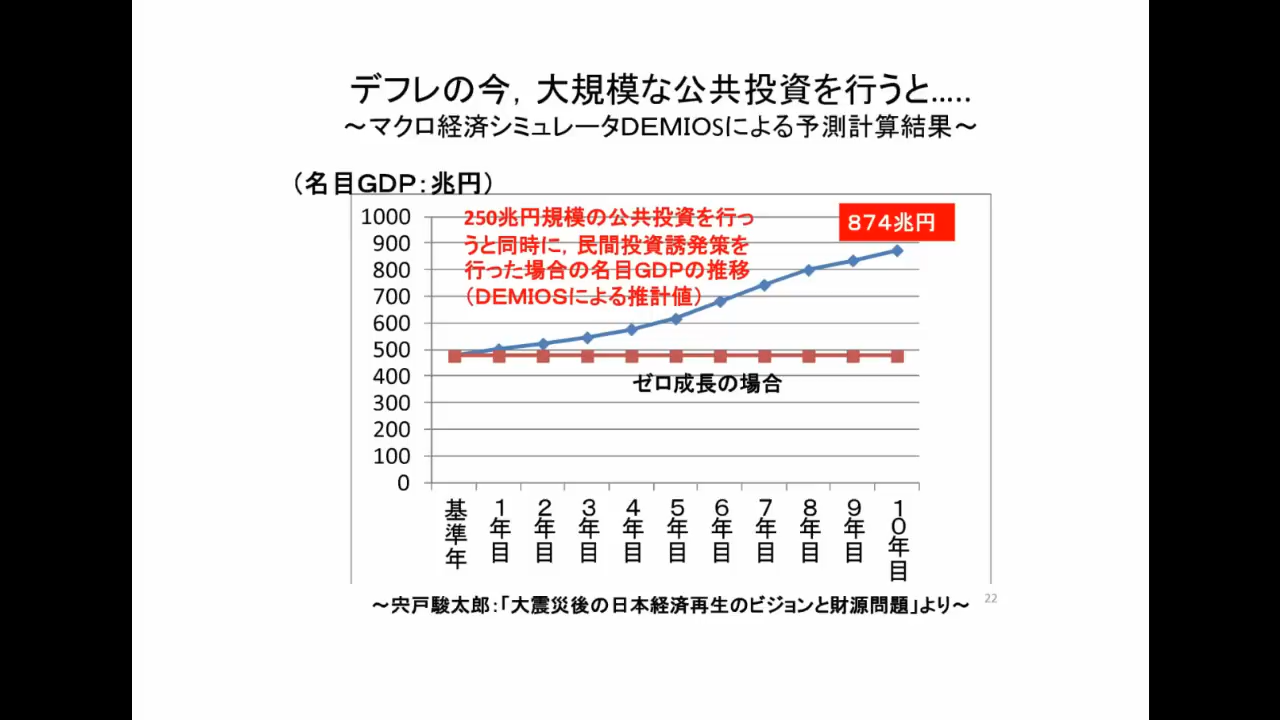 デフレの今，大規模な公共投資を行うと.....
～マクロ経済シミュレータDEMIOSによる予測計算結果～
（名目GDP：兆円）
1000
900
800
700
600
500
400
300
200
100
0
250兆円規模の公共投資を行っ
うと同時に，民間投資誘発策を
行った場合の名目GDPの推移
（DEMIOSによる推計値）
874兆円
ゼロ成長の場合
基準年
1年目
2年目
3年目
4年目
5年目
6年目
7年目
8年目
9年目
10年目
～宍戸駿太郎：「大震災後の日本経済再生のビジョンと財源問題」より～
22